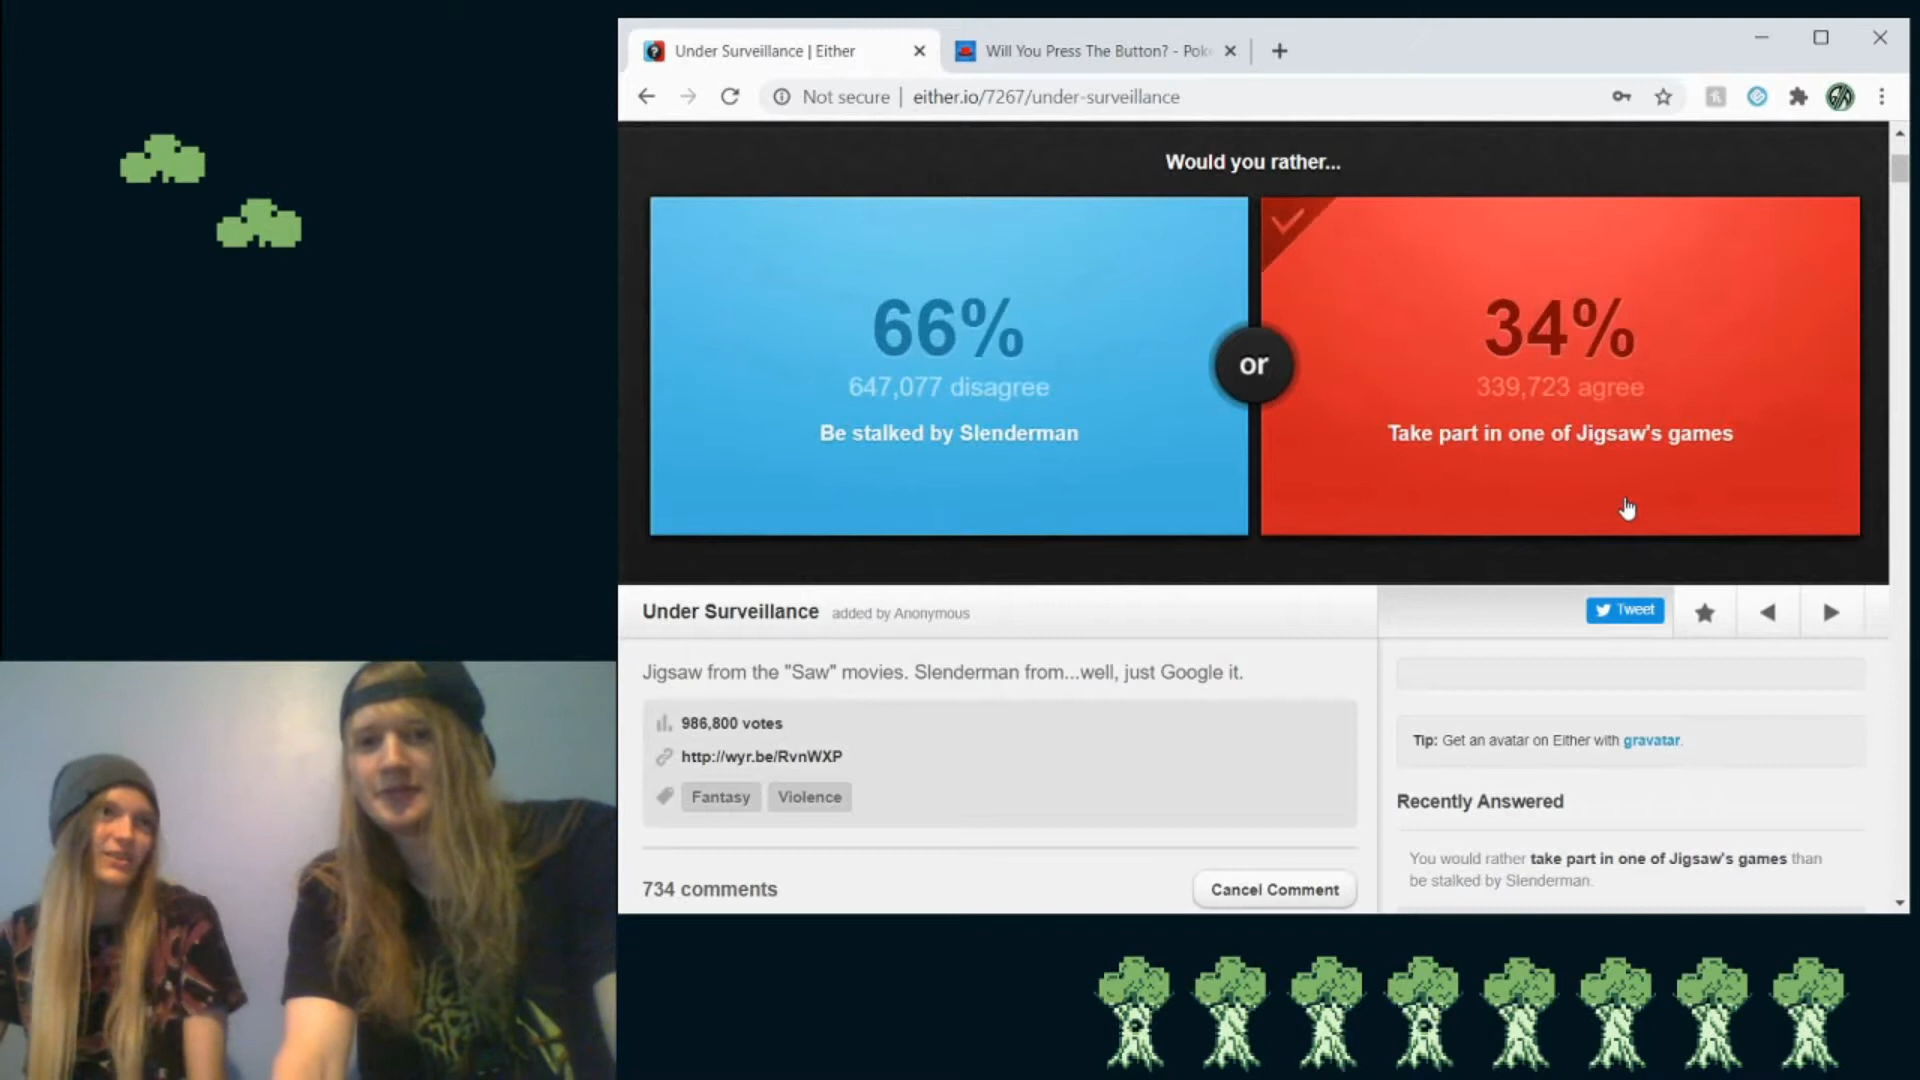 Under Surveillance | Either
Will You Press The Button? - Poké
Not secure | either.io/7267/under-surveillance
Would you rather...
66%
647,077 disagree
Be stalked by Slenderman
or
34%
339,723 agree
Take part in one of Jigsaw's games
Under Surveillance added by Anonymous
Tweet
Jigsaw from the "Saw" movies. Slenderman from...well, just Google it.
986,800 votes
http://wyr.be/RvnWXP
Fantasy Violence
734 comments
Cancel Comment
Tip: Get an avatar on Either with gravatar.
Recently Answered
You would rather take part in one of Jigsaw's games than
be stalked by Slenderman.